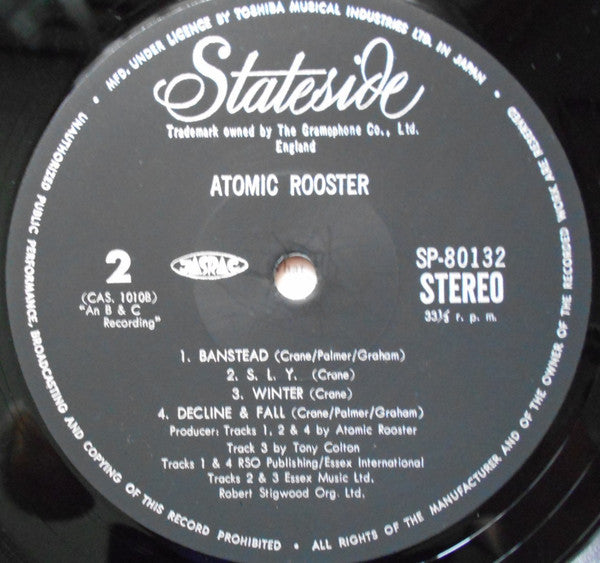 • MFD. UNDER LICENCE BY TOSHIBA MUSICAL INDUSTRIES LTD. IN JAPAN •
Stateside
Trademark owned by The Gramophone Co., Ltd.
England
ATOMIC ROOSTER
2
(CAS. 1010B)
"An B & C
Recording"
JASRAC
SP-80132
STEREO
33⅓ r. p. m.
1. BANSTEAD (Crane/Palmer/Graham)
2. S. L. Y. (Crane)
3. WINTER (Crane)
4. DECLINE & FALL (Crane/Palmer/Graham)
Producer: Tracks 1, 2 & 4 by Atomic Rooster
Track 3 by Tony Colton
Tracks 1 & 4 RSO Publishing/Essex International
Tracks 2 & 3 Essex Music Ltd.
Robert Stigwood Org. Ltd.
UNAUTHORIZED PUBLIC PERFORMANCE, BROADCASTING AND COPYING OF THIS RECORD PROHIBITED • ALL RIGHTS OF THE MANUFACTURER AND OF THE OWNER OF THE RECORDED WORK ARE RESERVED